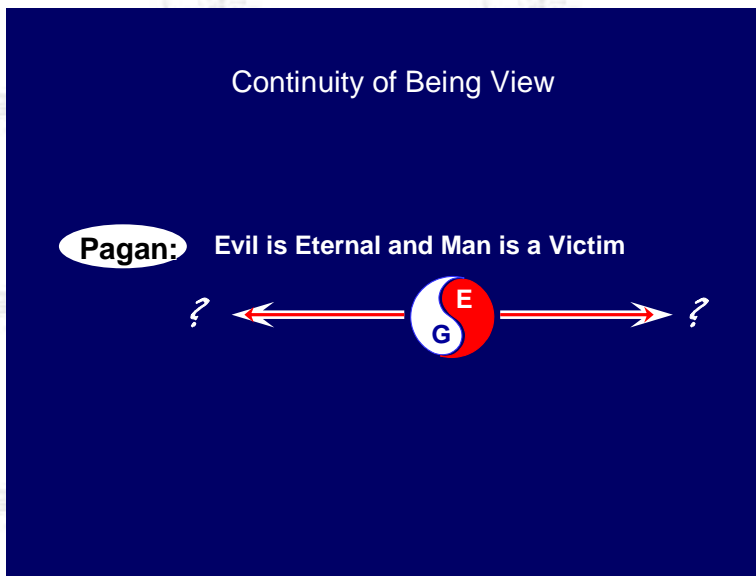 Continuity of Being View
Pagan: Evil is Eternal and Man is a Victim
? E ?
G